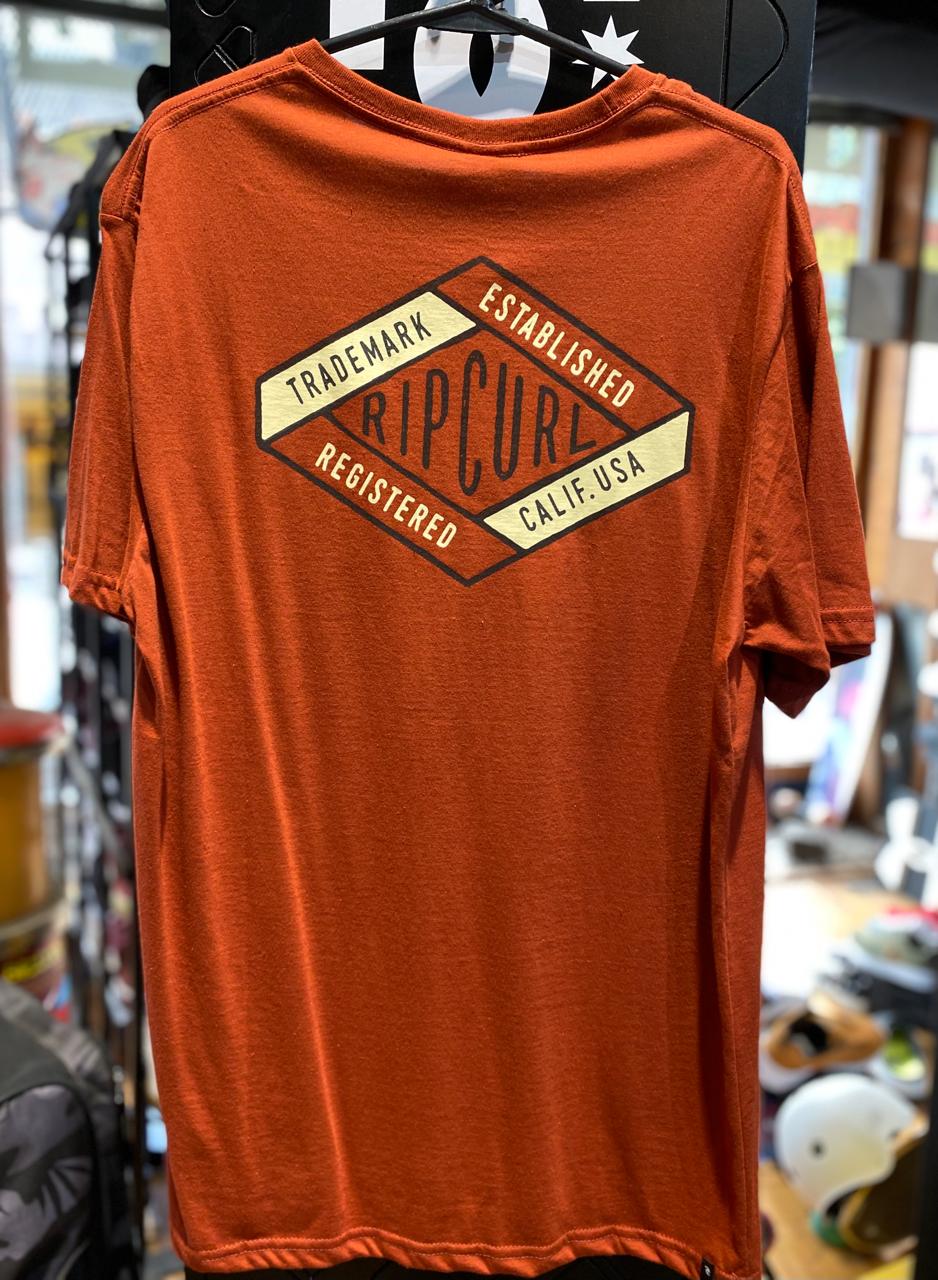 TRADEMARK
ESTABLISHED
RIPCURL
REGISTERED
CALIF. USA